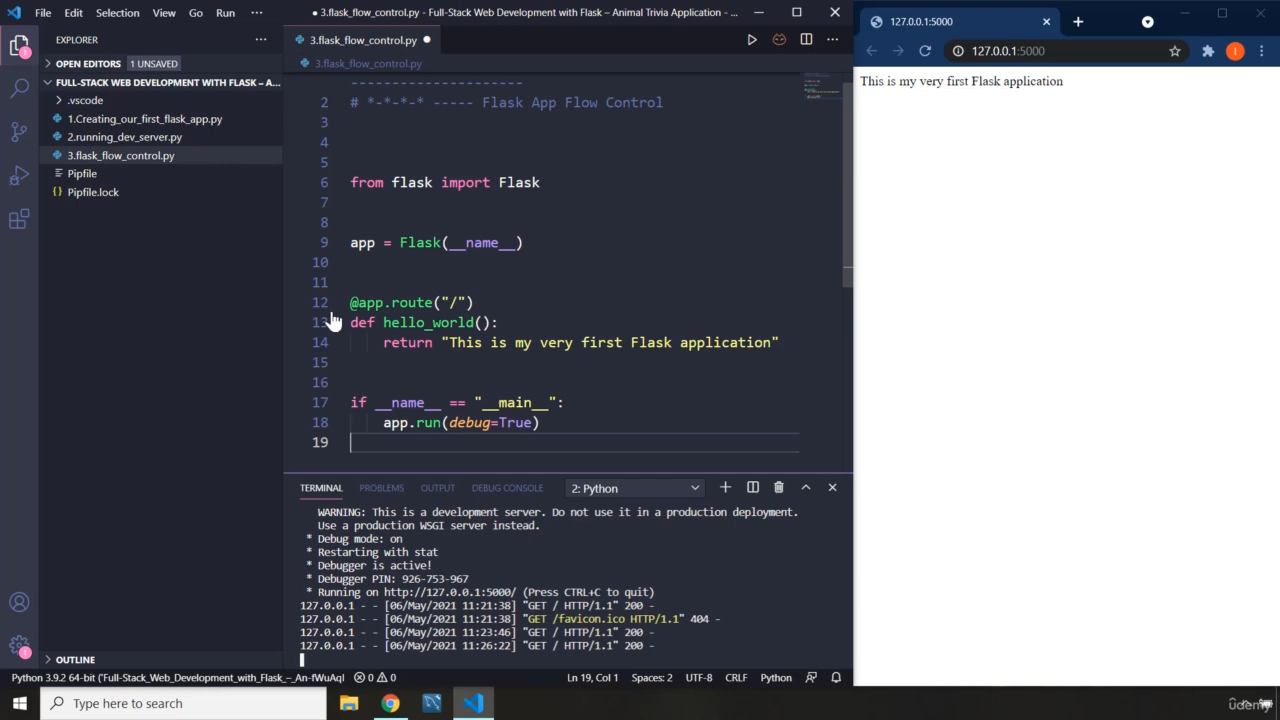 File Edit Selection View Go Run ··· ● 3.flask_flow_control.py - Full-Stack Web Development with Flask – Animal Trivia Application - ...
127.0.0.1:5000
EXPLORER
3.flask_flow_control.py
127.0.0.1:5000
OPEN EDITORS 1 UNSAVED
3.flask_flow_control.py
FULL-STACK WEB DEVELOPMENT WITH FLASK – A...
.vscode
1.Creating_our_first_flask_app.py
2.running_dev_server.py
3.flask_flow_control.py
Pipfile
Pipfile.lock
--------------------
2 # *-*-*-* ----- Flask App Flow Control
3
4
5
6 from flask import Flask
7
8
9 app = Flask(__name__)
10
11
12 @app.route("/")
13 def hello_world():
14 return "This is my very first Flask application"
15
16
17 if __name__ == "__main__":
18 app.run(debug=True)
19
TERMINAL PROBLEMS OUTPUT DEBUG CONSOLE 2: Python
WARNING: This is a development server. Do not use it in a production deployment.
Use a production WSGI server instead.
* Debug mode: on
* Restarting with stat
* Debugger is active!
* Debugger PIN: 926-753-967
* Running on http://127.0.0.1:5000/ (Press CTRL+C to quit)
127.0.0.1 - - [06/May/2021 11:21:38] "GET / HTTP/1.1" 200 -
127.0.0.1 - - [06/May/2021 11:21:38] "GET /favicon.ico HTTP/1.1" 404 -
127.0.0.1 - - [06/May/2021 11:23:46] "GET / HTTP/1.1" 200 -
127.0.0.1 - - [06/May/2021 11:26:22] "GET / HTTP/1.1" 200 -
OUTLINE
Python 3.9.2 64-bit ('Full-Stack_Web_Development_with_Flask_~_An-fWuAqI 0 0 Ln 19, Col 1 Spaces: 2 UTF-8 CRLF Python
This is my very first Flask application
Type here to search
udemy